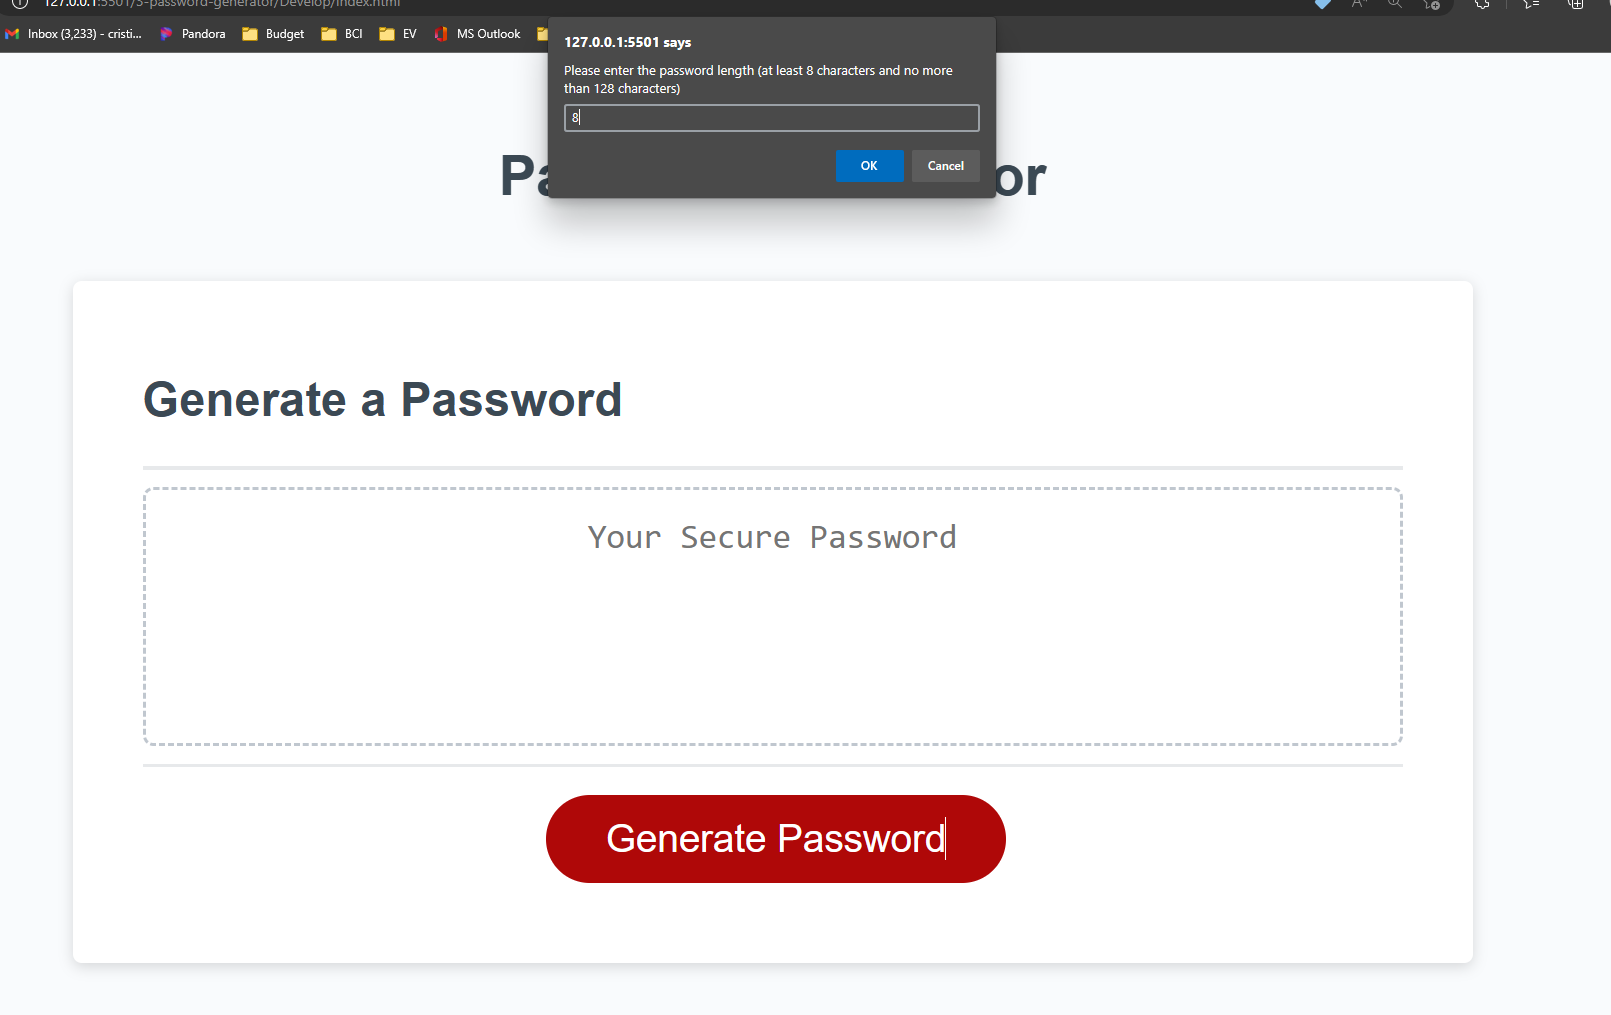 127.0.0.1:5501/3-password-generator/Develop/index.html
Inbox (3,233) - cristi... Pandora Budget BCI EV MS Outlook
127.0.0.1:5501 says
Please enter the password length (at least 8 characters and no more
than 128 characters)
8
OK Cancel
Pa or
Generate a Password
Your Secure Password
Generate Password